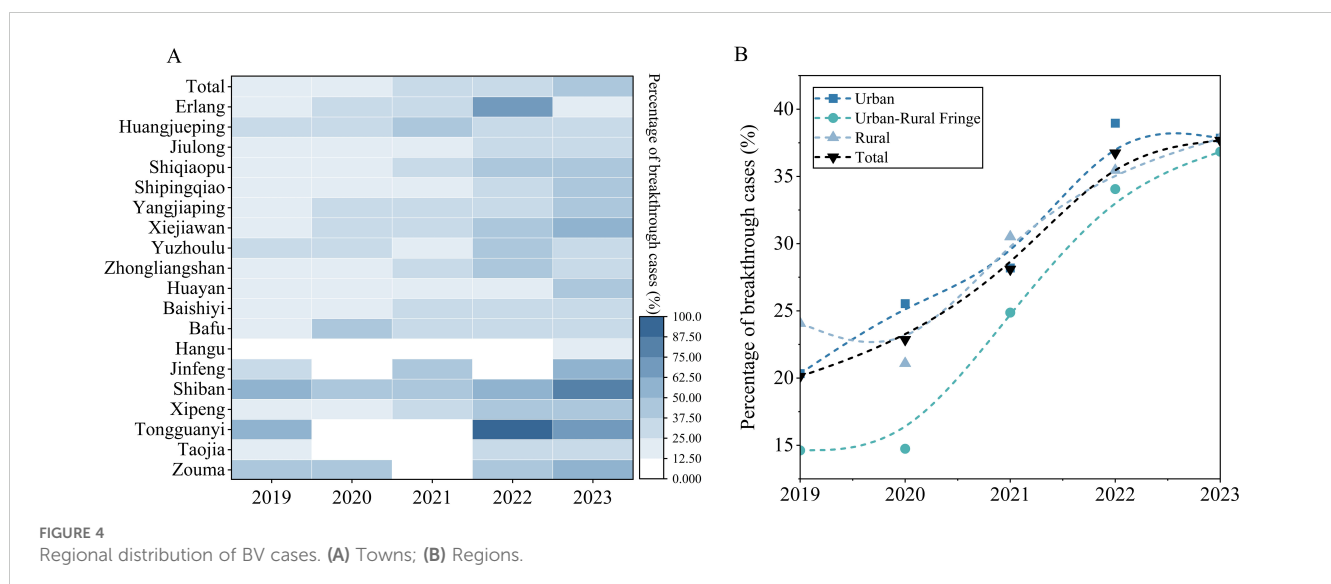 A
Total
Erlang
Huangjueping
Jiulong
Shiqiaopu
Shipingqiao
Yangjiaping
Xiejiawan
Yuzhoulu
Zhongliangshan
Huayan
Baishiyi
Bafu
Hangu
Jinfeng
Shiban
Xipeng
Tongguanyi
Taojia
Zouma
2019 2020 2021 2022 2023
Percentage of breakthrough cases (%)
100.0
87.50
75.00
62.50
50.00
37.50
25.00
12.50
0.000
B
Percentage of breakthrough cases (%)
40
35
30
25
20
15
Urban
Urban-Rural Fringe
Rural
Total
2019 2020 2021 2022 2023
FIGURE 4
Regional distribution of BV cases. (A) Towns; (B) Regions.